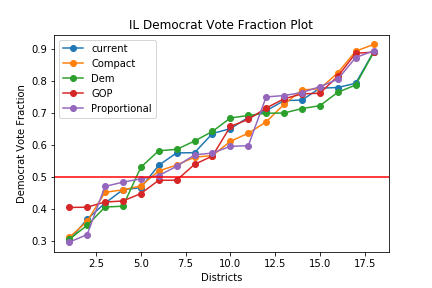 IL Democrat Vote Fraction Plot
current
Compact
Dem
GOP
Proportional
Democrat Vote Fraction
0.9
0.8
0.7
0.6
0.5
0.4
0.3
2.5 5.0 7.5 10.0 12.5 15.0 17.5
Districts